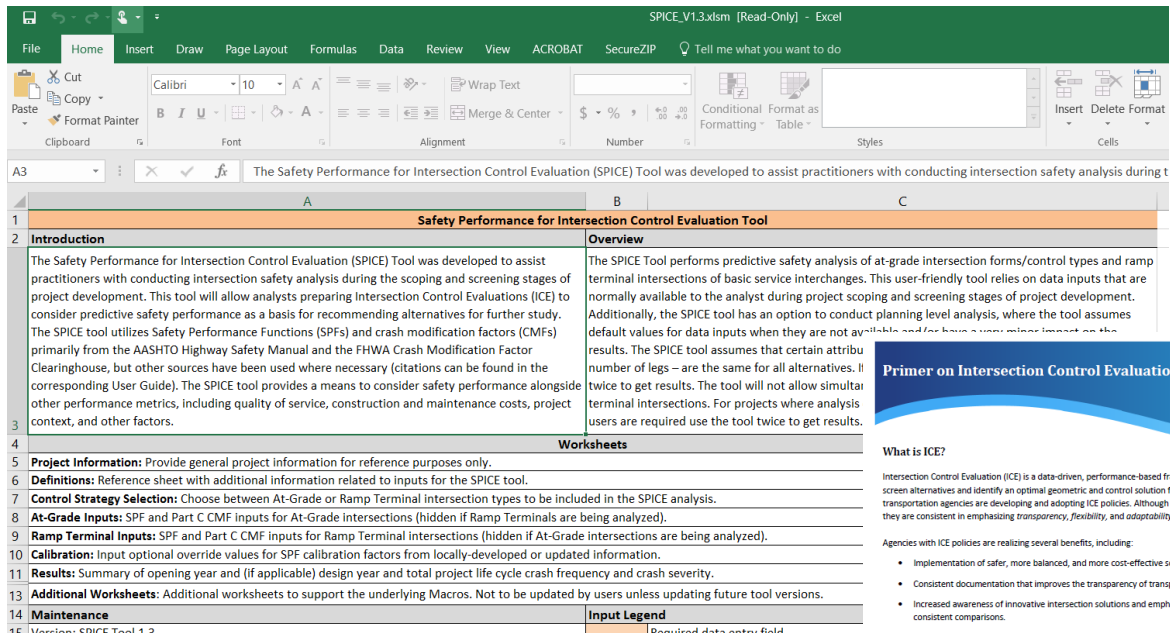 SPICE_V1.3.xlsm [Read-Only] - Excel
File Home Insert Draw Page Layout Formulas Data Review View ACROBAT SecureZIP Tell me what you want to do
Cut
Copy
Format Painter
Paste
Calibri 10
B I U
Wrap Text
Merge & Center
$ % ,
Conditional Formatting
Format as Table
Insert Delete Format
Clipboard Font Alignment Number Styles Cells
A3 fx The Safety Performance for Intersection Control Evaluation (SPICE) Tool was developed to assist practitioners with conducting intersection safety analysis during t
A B C
1 Safety Performance for Intersection Control Evaluation Tool
2 Introduction Overview
3
The Safety Performance for Intersection Control Evaluation (SPICE) Tool was developed to assist
practitioners with conducting intersection safety analysis during the scoping and screening stages of
project development. This tool will allow analysts preparing Intersection Control Evaluations (ICE) to
consider predictive safety performance as a basis for recommending alternatives for further study.
The SPICE tool utilizes Safety Performance Functions (SPFs) and crash modification factors (CMFs)
primarily from the AASHTO Highway Safety Manual and the FHWA Crash Modification Factor
Clearinghouse, but other sources have been used where necessary (citations can be found in the
corresponding User Guide). The SPICE tool provides a means to consider safety performance alongside
other performance metrics, including quality of service, construction and maintenance costs, project
context, and other factors.
The SPICE Tool performs predictive safety analysis of at-grade intersection forms/control types and ramp
terminal intersections of basic service interchanges. This user-friendly tool relies on data inputs that are
normally available to the analyst during project scoping and screening stages of project development.
Additionally, the SPICE tool has an option to conduct planning level analysis, where the tool assumes
default values for data inputs when they are not available and/or have a very minor impact on the
results. The SPICE tool assumes that certain attribu
number of legs – are the same for all alternatives. I
twice to get results. The tool will not allow simultar
terminal intersections. For projects where analysis
users are required use the tool twice to get results.
4 Worksheets
5 Project Information: Provide general project information for reference purposes only.
6 Definitions: Reference sheet with additional information related to inputs for the SPICE tool.
7 Control Strategy Selection: Choose between At-Grade or Ramp Terminal intersection types to be included in the SPICE analysis.
8 At-Grade Inputs: SPF and Part C CMF inputs for At-Grade intersections (hidden if Ramp Terminals are being analyzed).
9 Ramp Terminal Inputs: SPF and Part C CMF inputs for Ramp Terminal intersections (hidden if At-Grade intersections are being analyzed).
10 Calibration: Input optional override values for SPF calibration factors from locally-developed or updated information.
11 Results: Summary of opening year and (if applicable) design year and total project life cycle crash frequency and crash severity.
13 Additional Worksheets: Additional worksheets to support the underlying Macros. Not to be updated by users unless updating future tool versions.
14 Maintenance Input Legend
15 Version: SPICE Tool 1.3 Required data entry field
Primer on Intersection Control Evaluatio
What is ICE?
Intersection Control Evaluation (ICE) is a data-driven, performance-based fr
screen alternatives and identify an optimal geometric and control solution f
transportation agencies are developing and adopting ICE policies. Although
they are consistent in emphasizing transparency, flexibility, and adaptability
Agencies with ICE policies are realizing several benefits, including:
• Implementation of safer, more balanced, and more cost-effective s
• Consistent documentation that improves the transparency of trans
• Increased awareness of innovative intersection solutions and emph
consistent comparisons.